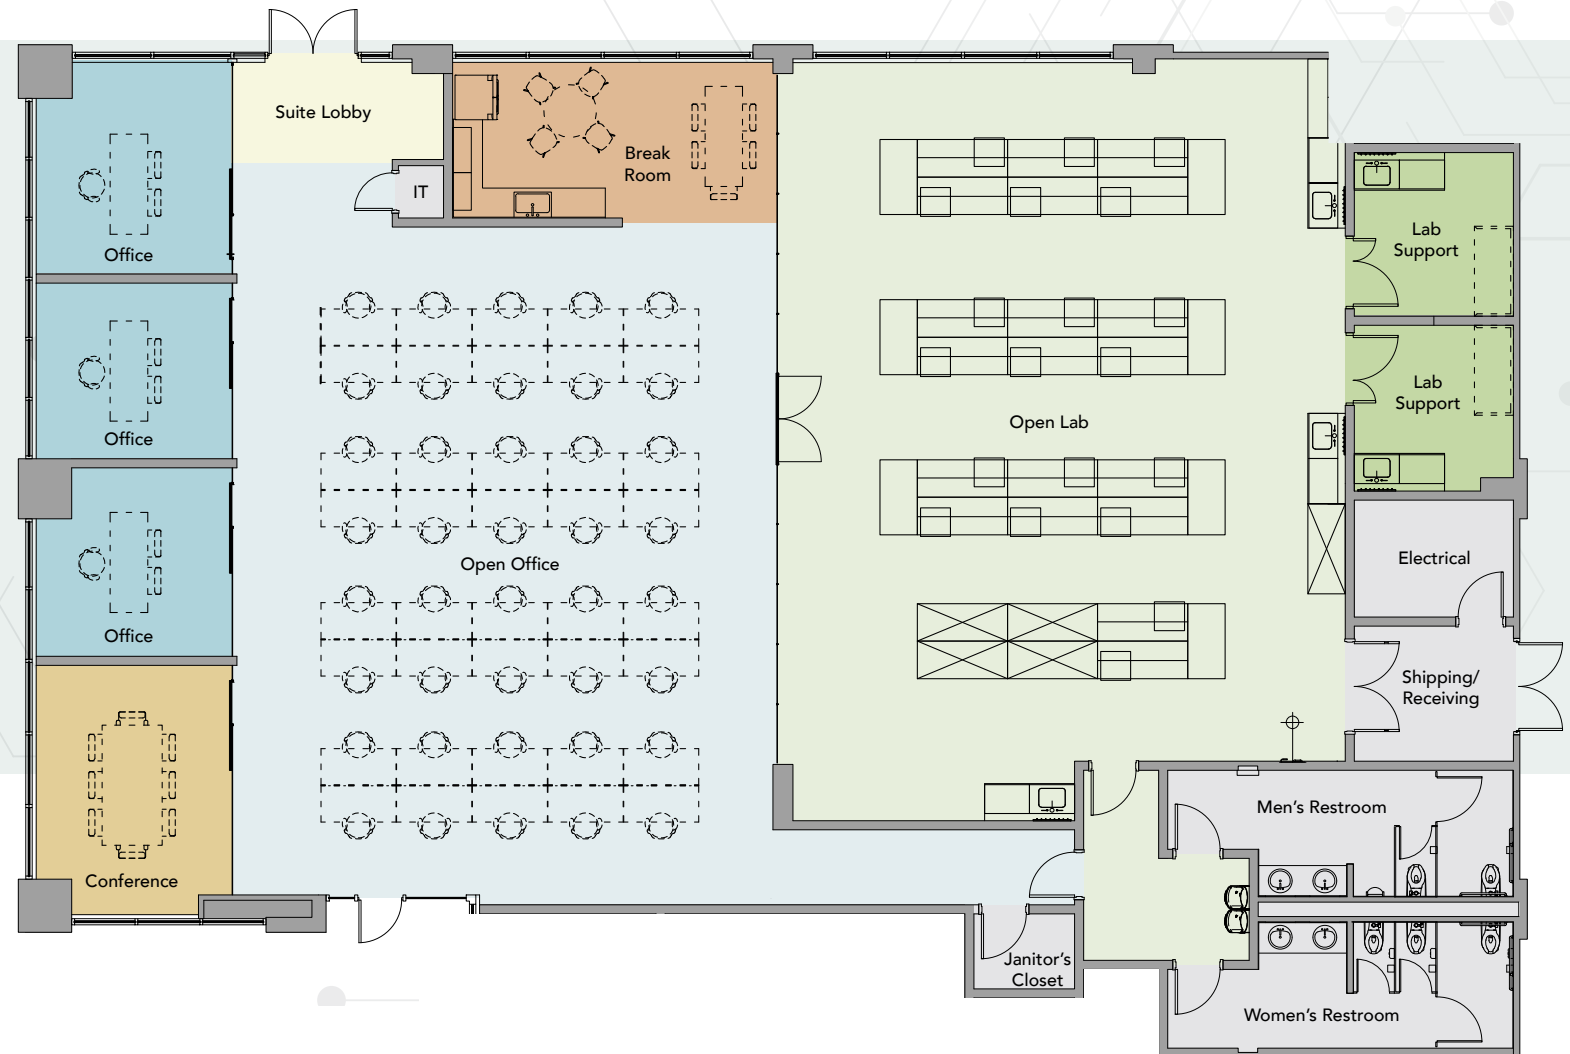 Suite Lobby
Break
Room
IT
Office
Lab
Support
Office
Lab
Support
Open Lab
Open Office
Electrical
Office
Shipping/
Receiving
Men's Restroom
Conference
Janitor's
Closet
Women's Restroom